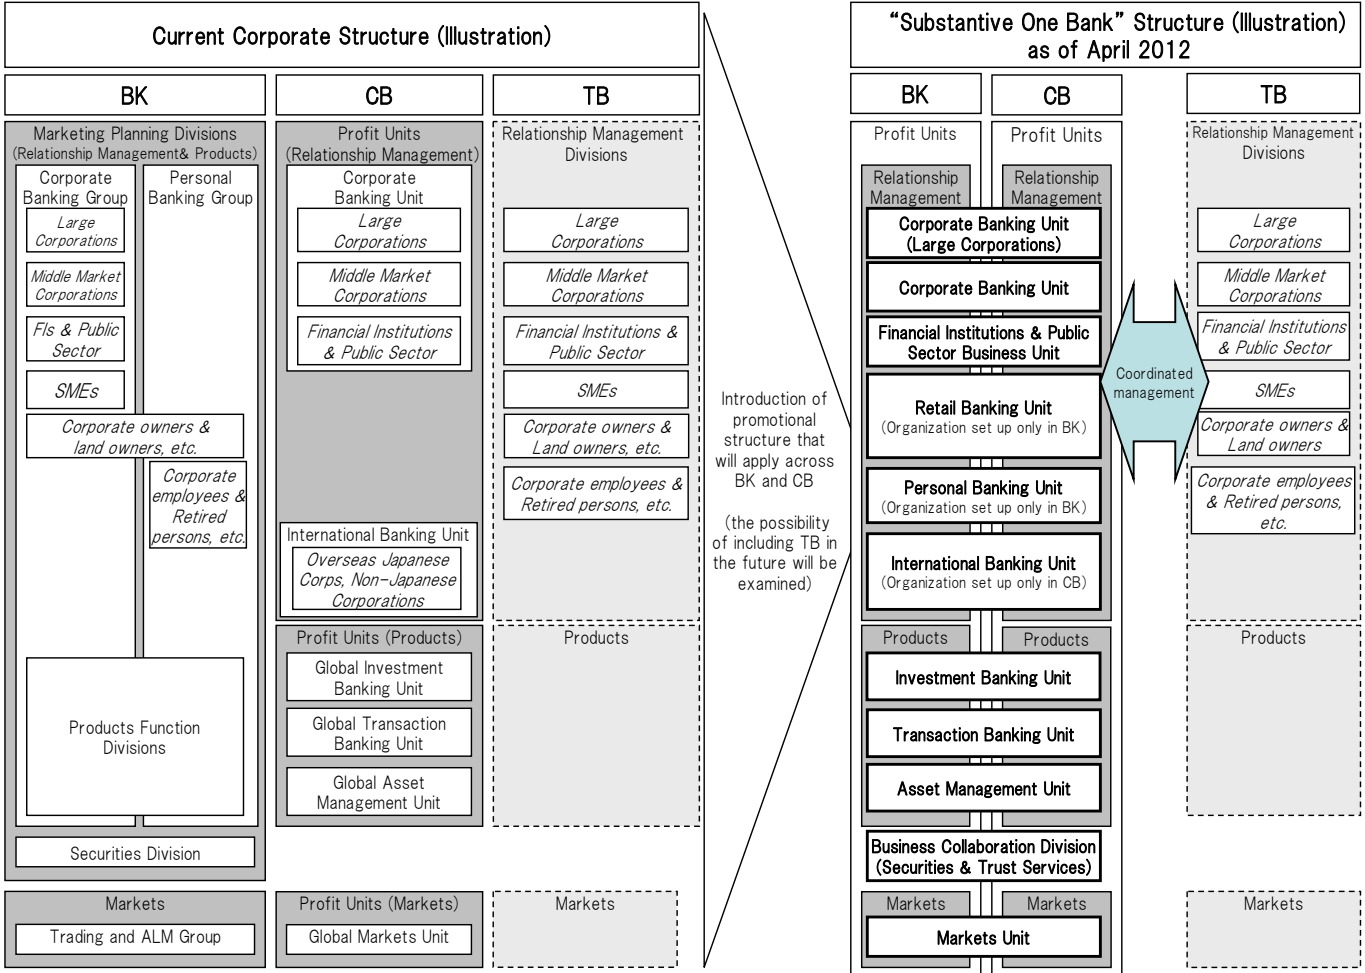 Current Corporate Structure (Illustration)
BK
CB
TB
Marketing Planning Divisions
(Relationship Management& Products)
Corporate
Banking Group
Personal
Banking Group
Large
Corporations
Middle Market
Corporations
FIs & Public
Sector
SMEs
Corporate owners &
land owners, etc.
Corporate
employees &
Retired
persons, etc.
Products Function
Divisions
Securities Division
Markets
Trading and ALM Group
Profit Units
(Relationship Management)
Corporate
Banking Unit
Large
Corporations
Middle Market
Corporations
Financial Institutions
& Public Sector
International Banking Unit
Overseas Japanese
Corps, Non-Japanese
Corporations
Profit Units (Products)
Global Investment
Banking Unit
Global Transaction
Banking Unit
Global Asset
Management Unit
Profit Units (Markets)
Global Markets Unit
Relationship Management
Divisions
Large
Corporations
Middle Market
Corporations
Financial Institutions &
Public Sector
SMEs
Corporate owners &
Land owners, etc.
Corporate employees &
Retired persons, etc.
Products
Markets
Introduction of
promotional
structure that
will apply across
BK and CB
(the possibility
of including TB in
the future will be
examined)
“Substantive One Bank” Structure (Illustration)
as of April 2012
BK
CB
TB
Profit Units
Profit Units
Relationship
Management
Relationship
Management
Corporate Banking Unit
(Large Corporations)
Corporate Banking Unit
Financial Institutions & Public
Sector Business Unit
Retail Banking Unit
(Organization set up only in BK)
Personal Banking Unit
(Organization set up only in BK)
International Banking Unit
(Organization set up only in CB)
Products
Products
Investment Banking Unit
Transaction Banking Unit
Asset Management Unit
Business Collaboration Division
(Securities & Trust Services)
Markets
Markets
Markets Unit
Coordinated
management
Relationship Management
Divisions
Large
Corporations
Middle Market
Corporations
Financial Institutions
& Public Sector
SMEs
Corporate owners &
Land owners
Corporate employees
& Retired persons,
etc.
Products
Markets